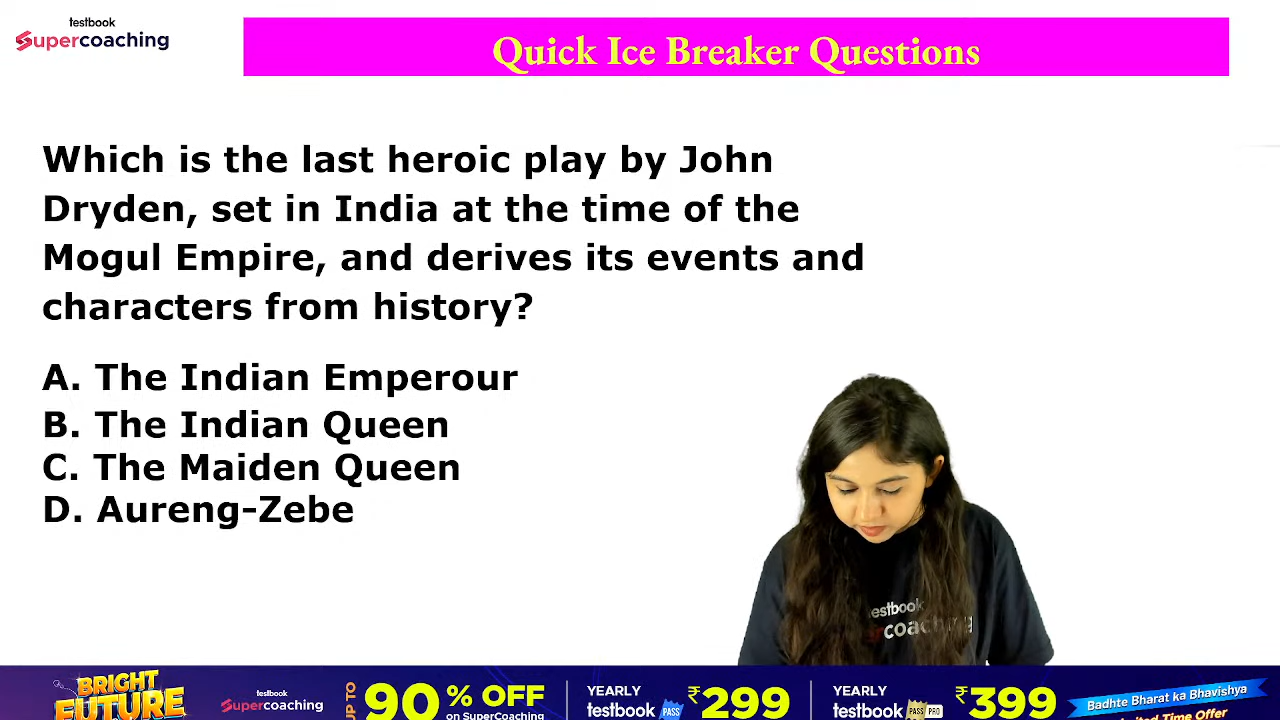 testbook
Supercoaching
Quick Ice Breaker Questions
Which is the last heroic play by John
Dryden, set in India at the time of the
Mogul Empire, and derives its events and
characters from history?
A. The Indian Emperour
B. The Indian Queen
C. The Maiden Queen
D. Aureng-Zebe
testbook
coaching
BRIGHT
FUTURE
testbook
Supercoaching
UPTO
90% OFF
on SuperCoaching
YEARLY
testbook PASS
₹299
YEARLY
testbook PASS PRO
₹399
Badhte Bharat ka Bhavishya
Time Offer